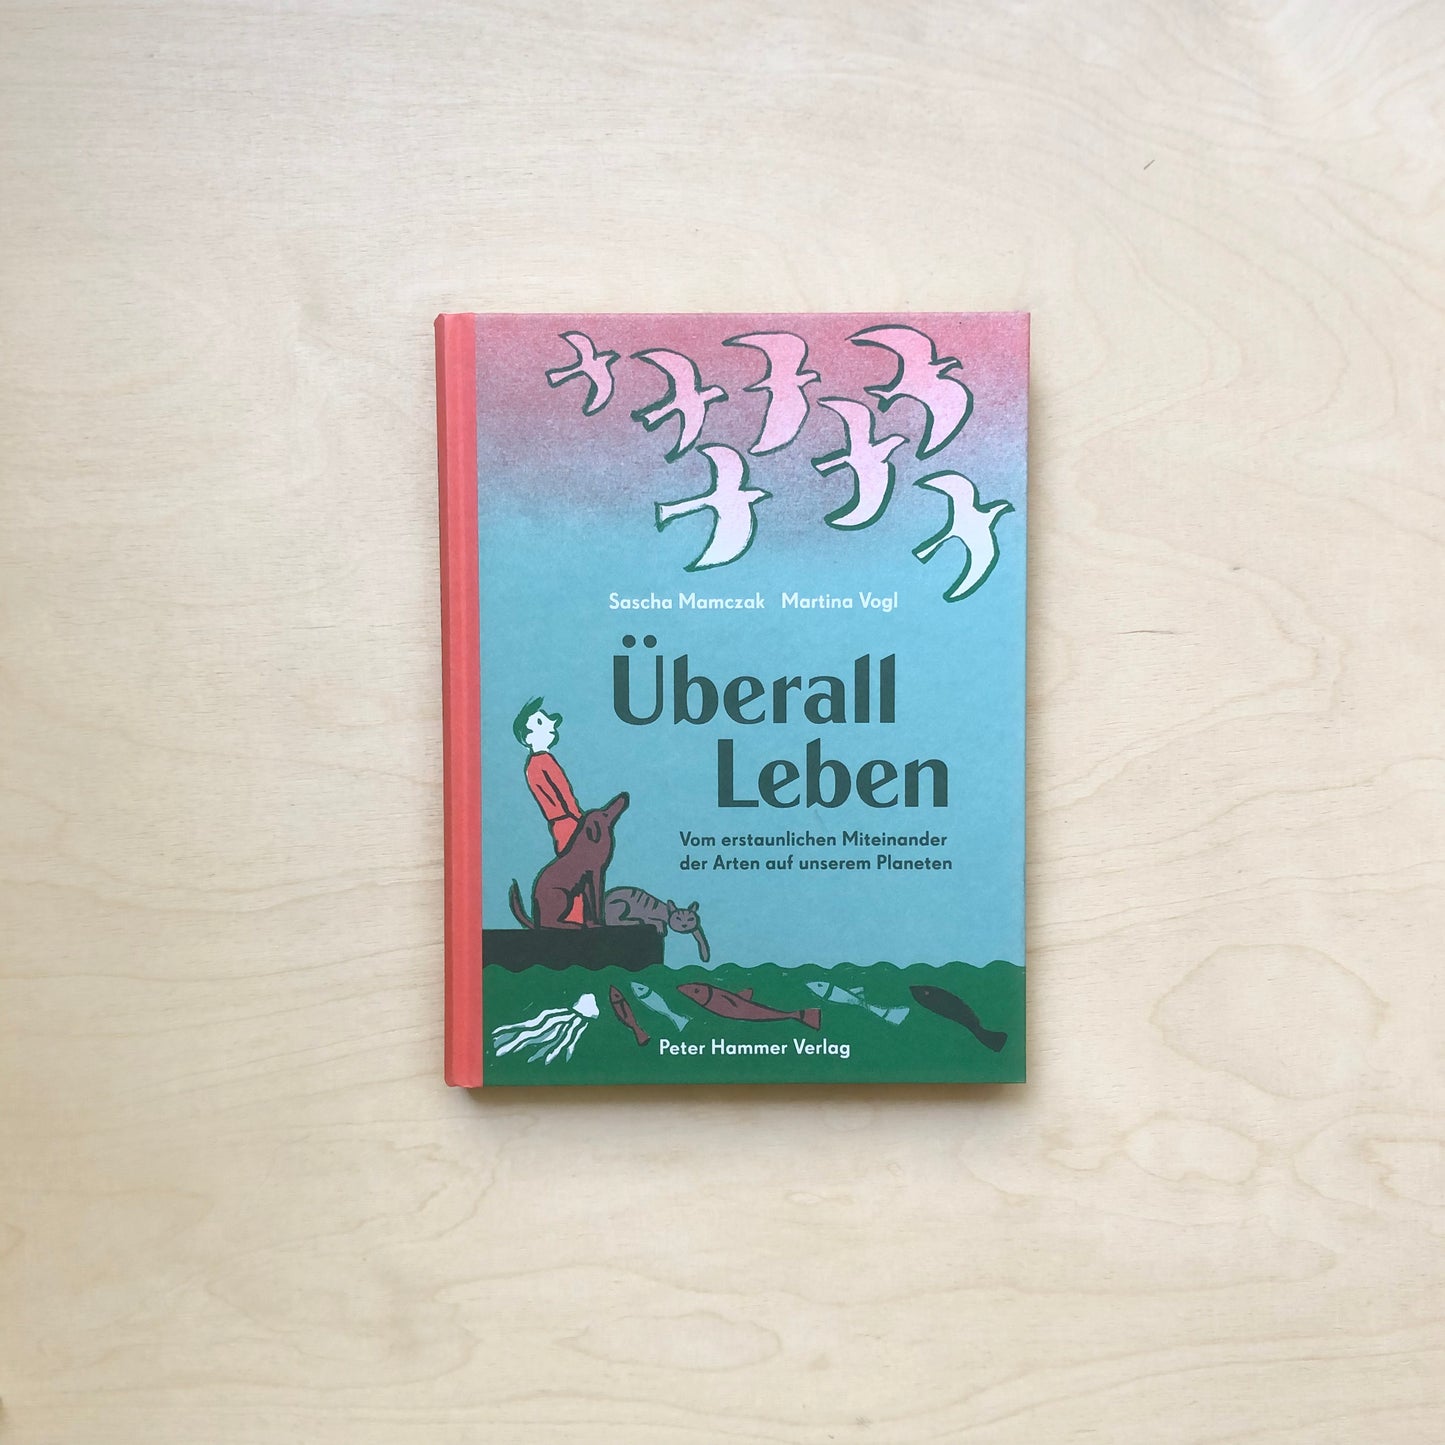 Sascha Mamczak Martina Vogl
Überall
Leben
Vom erstaunlichen Miteinander
der Arten auf unserem Planeten
Peter Hammer Verlag